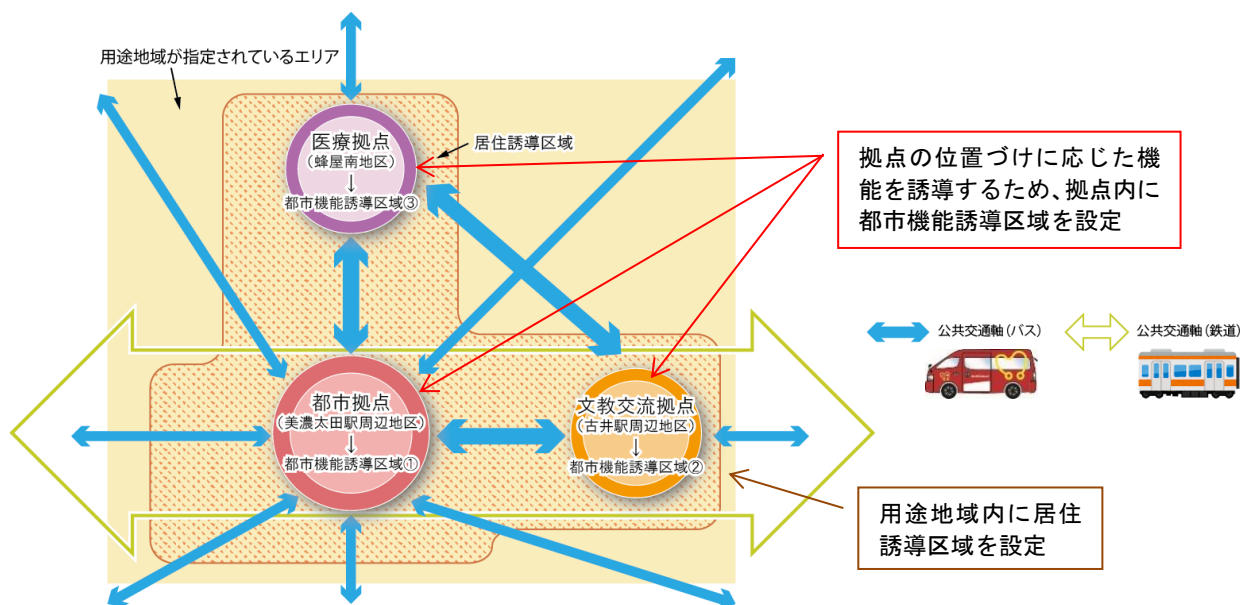 用途地域が指定されているエリア
医療拠点
(蜂屋南地区)
↓
都市機能誘導区域③
居住誘導区域
拠点の位置づけに応じた機
能を誘導するため、拠点内に
都市機能誘導区域を設定
公共交通軸(バス)
公共交通軸(鉄道)
都市拠点
(美濃太田駅周辺地区)
↓
都市機能誘導区域①
文教交流拠点
(古井駅周辺地区)
↓
都市機能誘導区域②
用途地域内に居住
誘導区域を設定